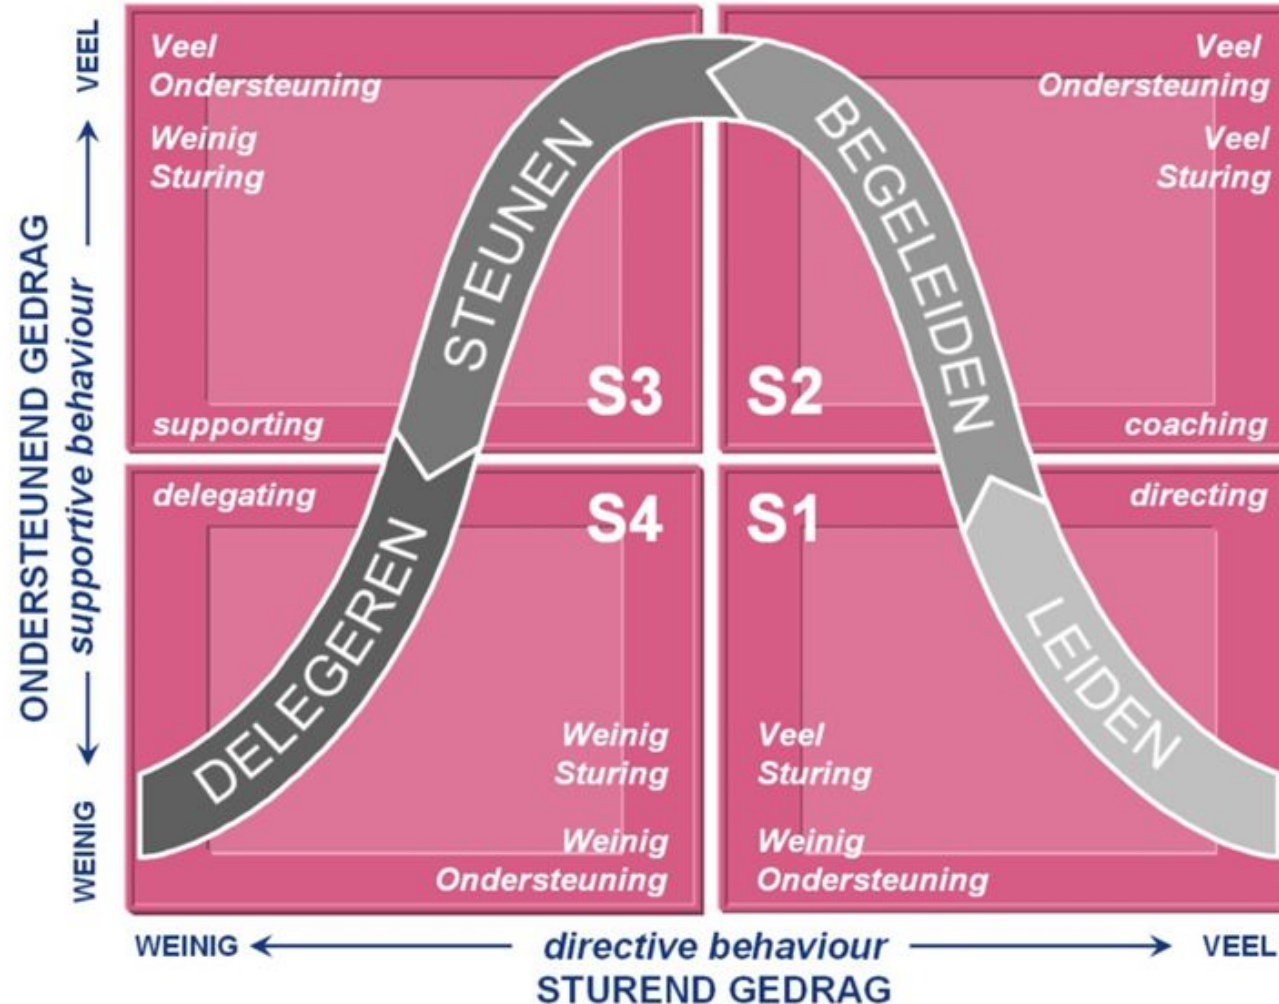 VEEL
ONDERSTEUNEND GEDRAG
supportive behaviour
WEINIG
Veel
Ondersteuning
Weinig
Sturing
STEUNEN
S3
supporting
Veel
Ondersteuning
Veel
Sturing
BEGELEIDEN
S2
coaching
delegating
S4
DELEGEREN
Weinig
Sturing
Weinig
Ondersteuning
S1
directing
LEIDEN
Veel
Sturing
Weinig
Ondersteuning
WEINIG
directive behaviour
VEEL
STUREND GEDRAG